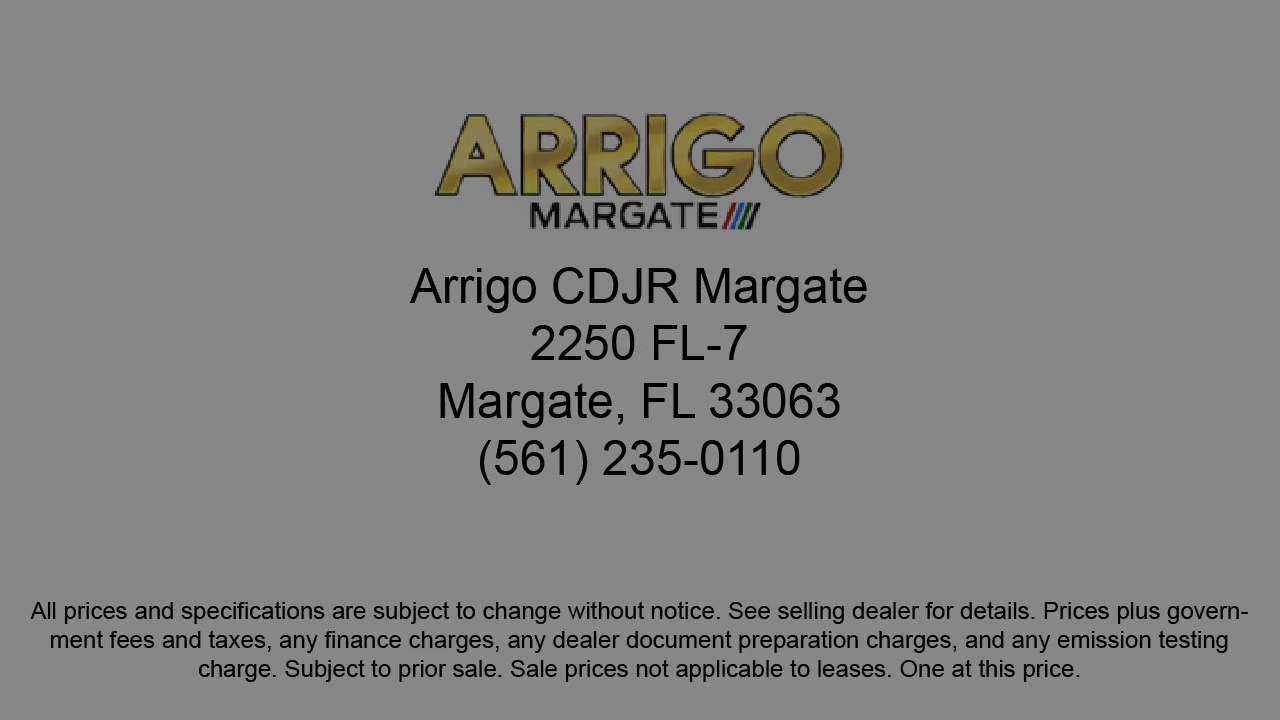 ARRIGO
MARGATE
Arrigo CDJR Margate
2250 FL-7
Margate, FL 33063
(561) 235-0110
All prices and specifications are subject to change without notice. See selling dealer for details. Prices plus govern-
ment fees and taxes, any finance charges, any dealer document preparation charges, and any emission testing
charge. Subject to prior sale. Sale prices not applicable to leases. One at this price.